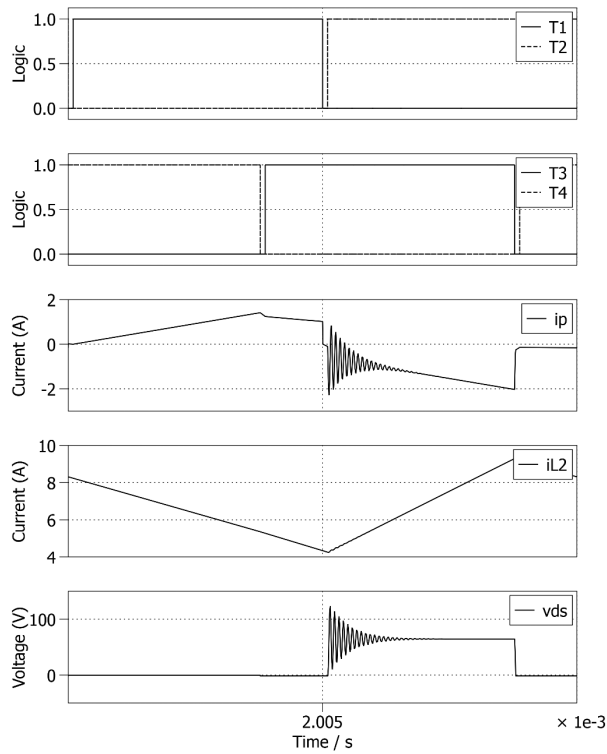 Logic
1.0
0.5
0.0
T1
T2
Logic
1.0
0.5
0.0
T3
T4
Current (A)
2
0
-2
ip
Current (A)
10
8
6
4
iL2
Voltage (V)
100
0
vds
2.005
× 1e-3
Time / s